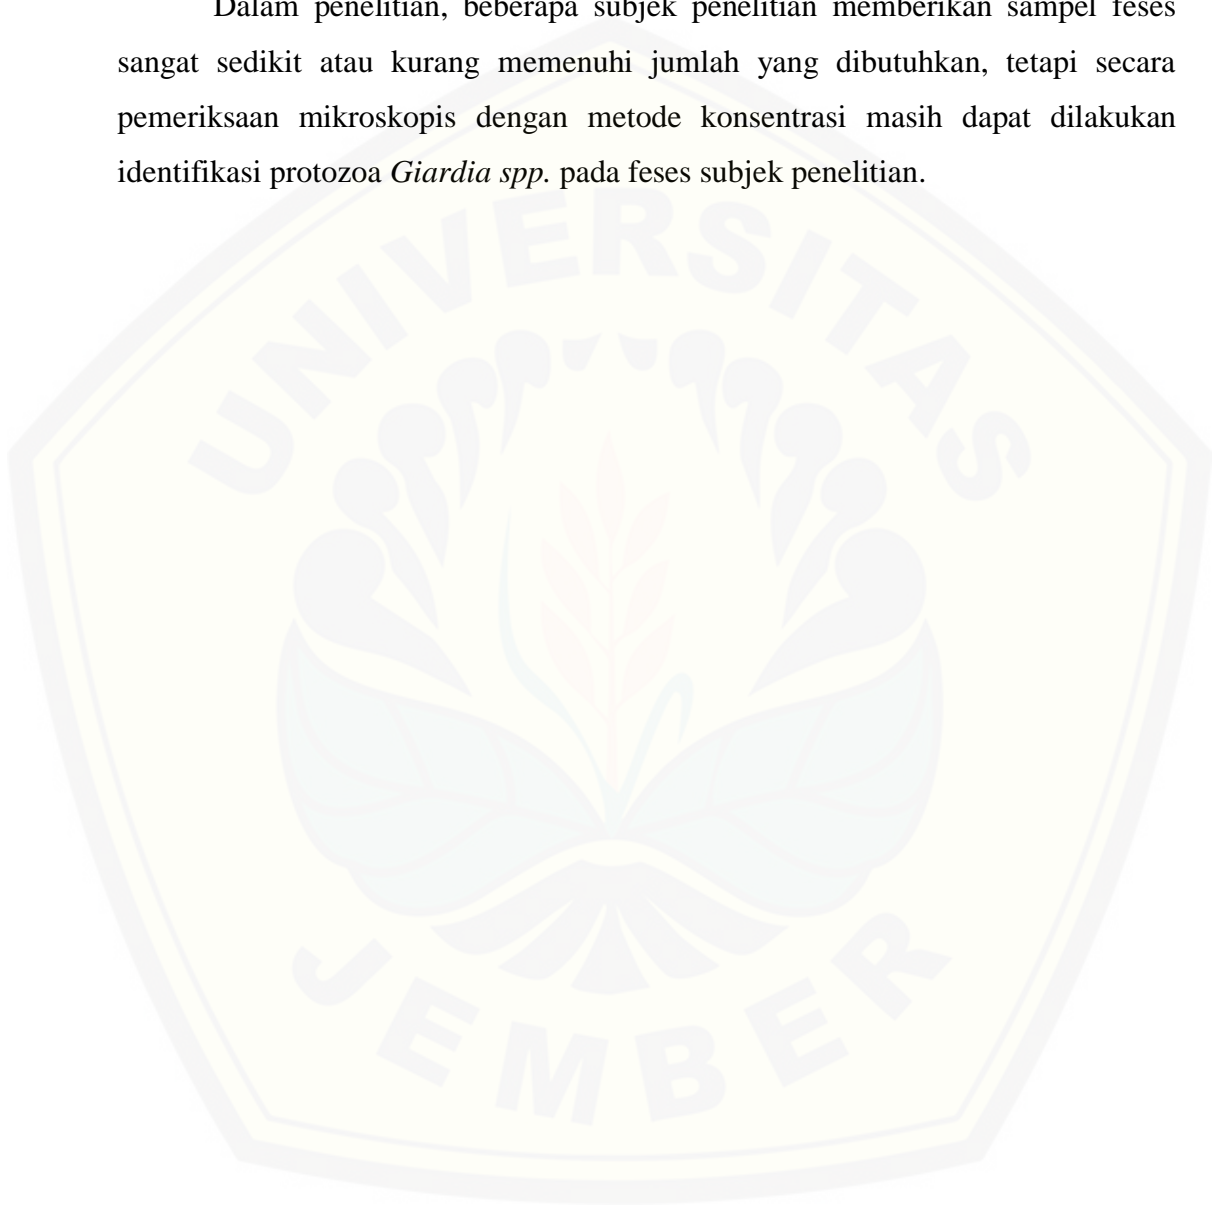 Dalam penelitian, beberapa subjek penelitian memberikan sampel feses
sangat sedikit atau kurang memenuhi jumlah yang dibutuhkan, tetapi secara
pemeriksaan mikroskopis dengan metode konsentrasi masih dapat dilakukan
identifikasi protozoa Giardia spp. pada feses subjek penelitian.
UNIVERSITAS
JEMBER